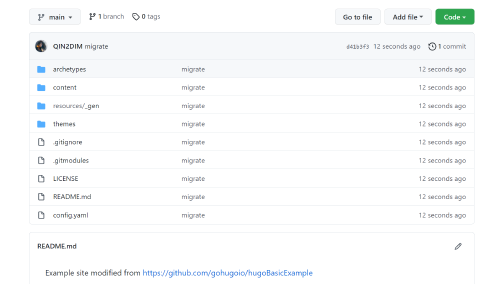 main 1 branch 0 tags Go to file Add file Code
QIN2DIM migrate d41b3f3 12 seconds ago 1 commit
archetypes migrate 12 seconds ago
content migrate 12 seconds ago
resources/_gen migrate 12 seconds ago
themes migrate 12 seconds ago
.gitignore migrate 12 seconds ago
.gitmodules migrate 12 seconds ago
LICENSE migrate 12 seconds ago
README.md migrate 12 seconds ago
config.yaml migrate 12 seconds ago
README.md
Example site modified from https://github.com/gohugoio/hugoBasicExample